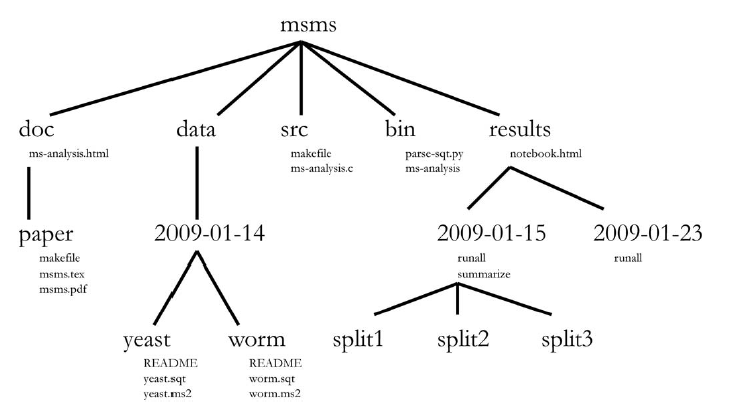 msms
doc
data
src
bin
results
ms-analysis.html
makefile
ms-analysis.c
parse-sqt.py
ms-analysis
notebook.html
paper
makefile
msms.tex
msms.pdf
2009-01-14
2009-01-15
runall
summarize
2009-01-23
runall
yeast
README
yeast.sqt
yeast.ms2
worm
README
worm.sqt
worm.ms2
split1
split2
split3